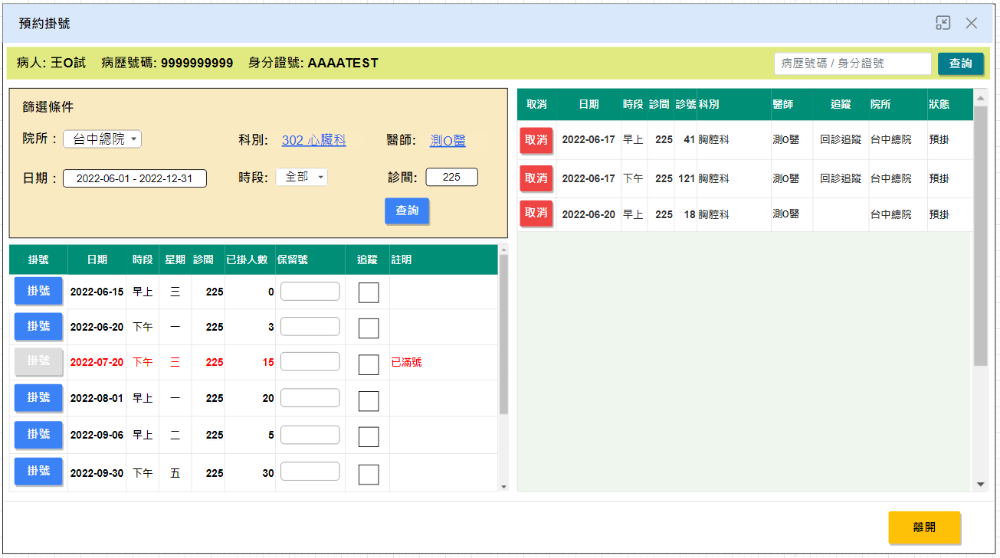 預約掛號
病人: 王O試 病歷號碼: 9999999999 身分證號: AAAATEST 病歷號碼 / 身分證號 查詢
篩選條件
院所 : 台中總院 科別: 302 心臟科 醫師: 測O醫
日期 : 2022-06-01 - 2022-12-31 時段: 全部 診間: 225
查詢
掛號 日期 時段 星期 診間 已掛人數 保留號 追蹤 註明
掛號 2022-06-15 早上 三 225 0
掛號 2022-06-20 下午 一 225 3
掛號 2022-07-20 下午 三 225 15 已滿號
掛號 2022-08-01 早上 一 225 20
掛號 2022-09-06 早上 二 225 5
掛號 2022-09-30 下午 五 225 30
取消 日期 時段 診間 診號 科別 醫師 追蹤 院所 狀態
取消 2022-06-17 早上 225 41 胸腔科 測O醫 回診追蹤 台中總院 預掛
取消 2022-06-17 下午 225 121 胸腔科 測O醫 回診追蹤 台中總院 預掛
取消 2022-06-20 早上 225 18 胸腔科 測O醫 台中總院 預掛
離開